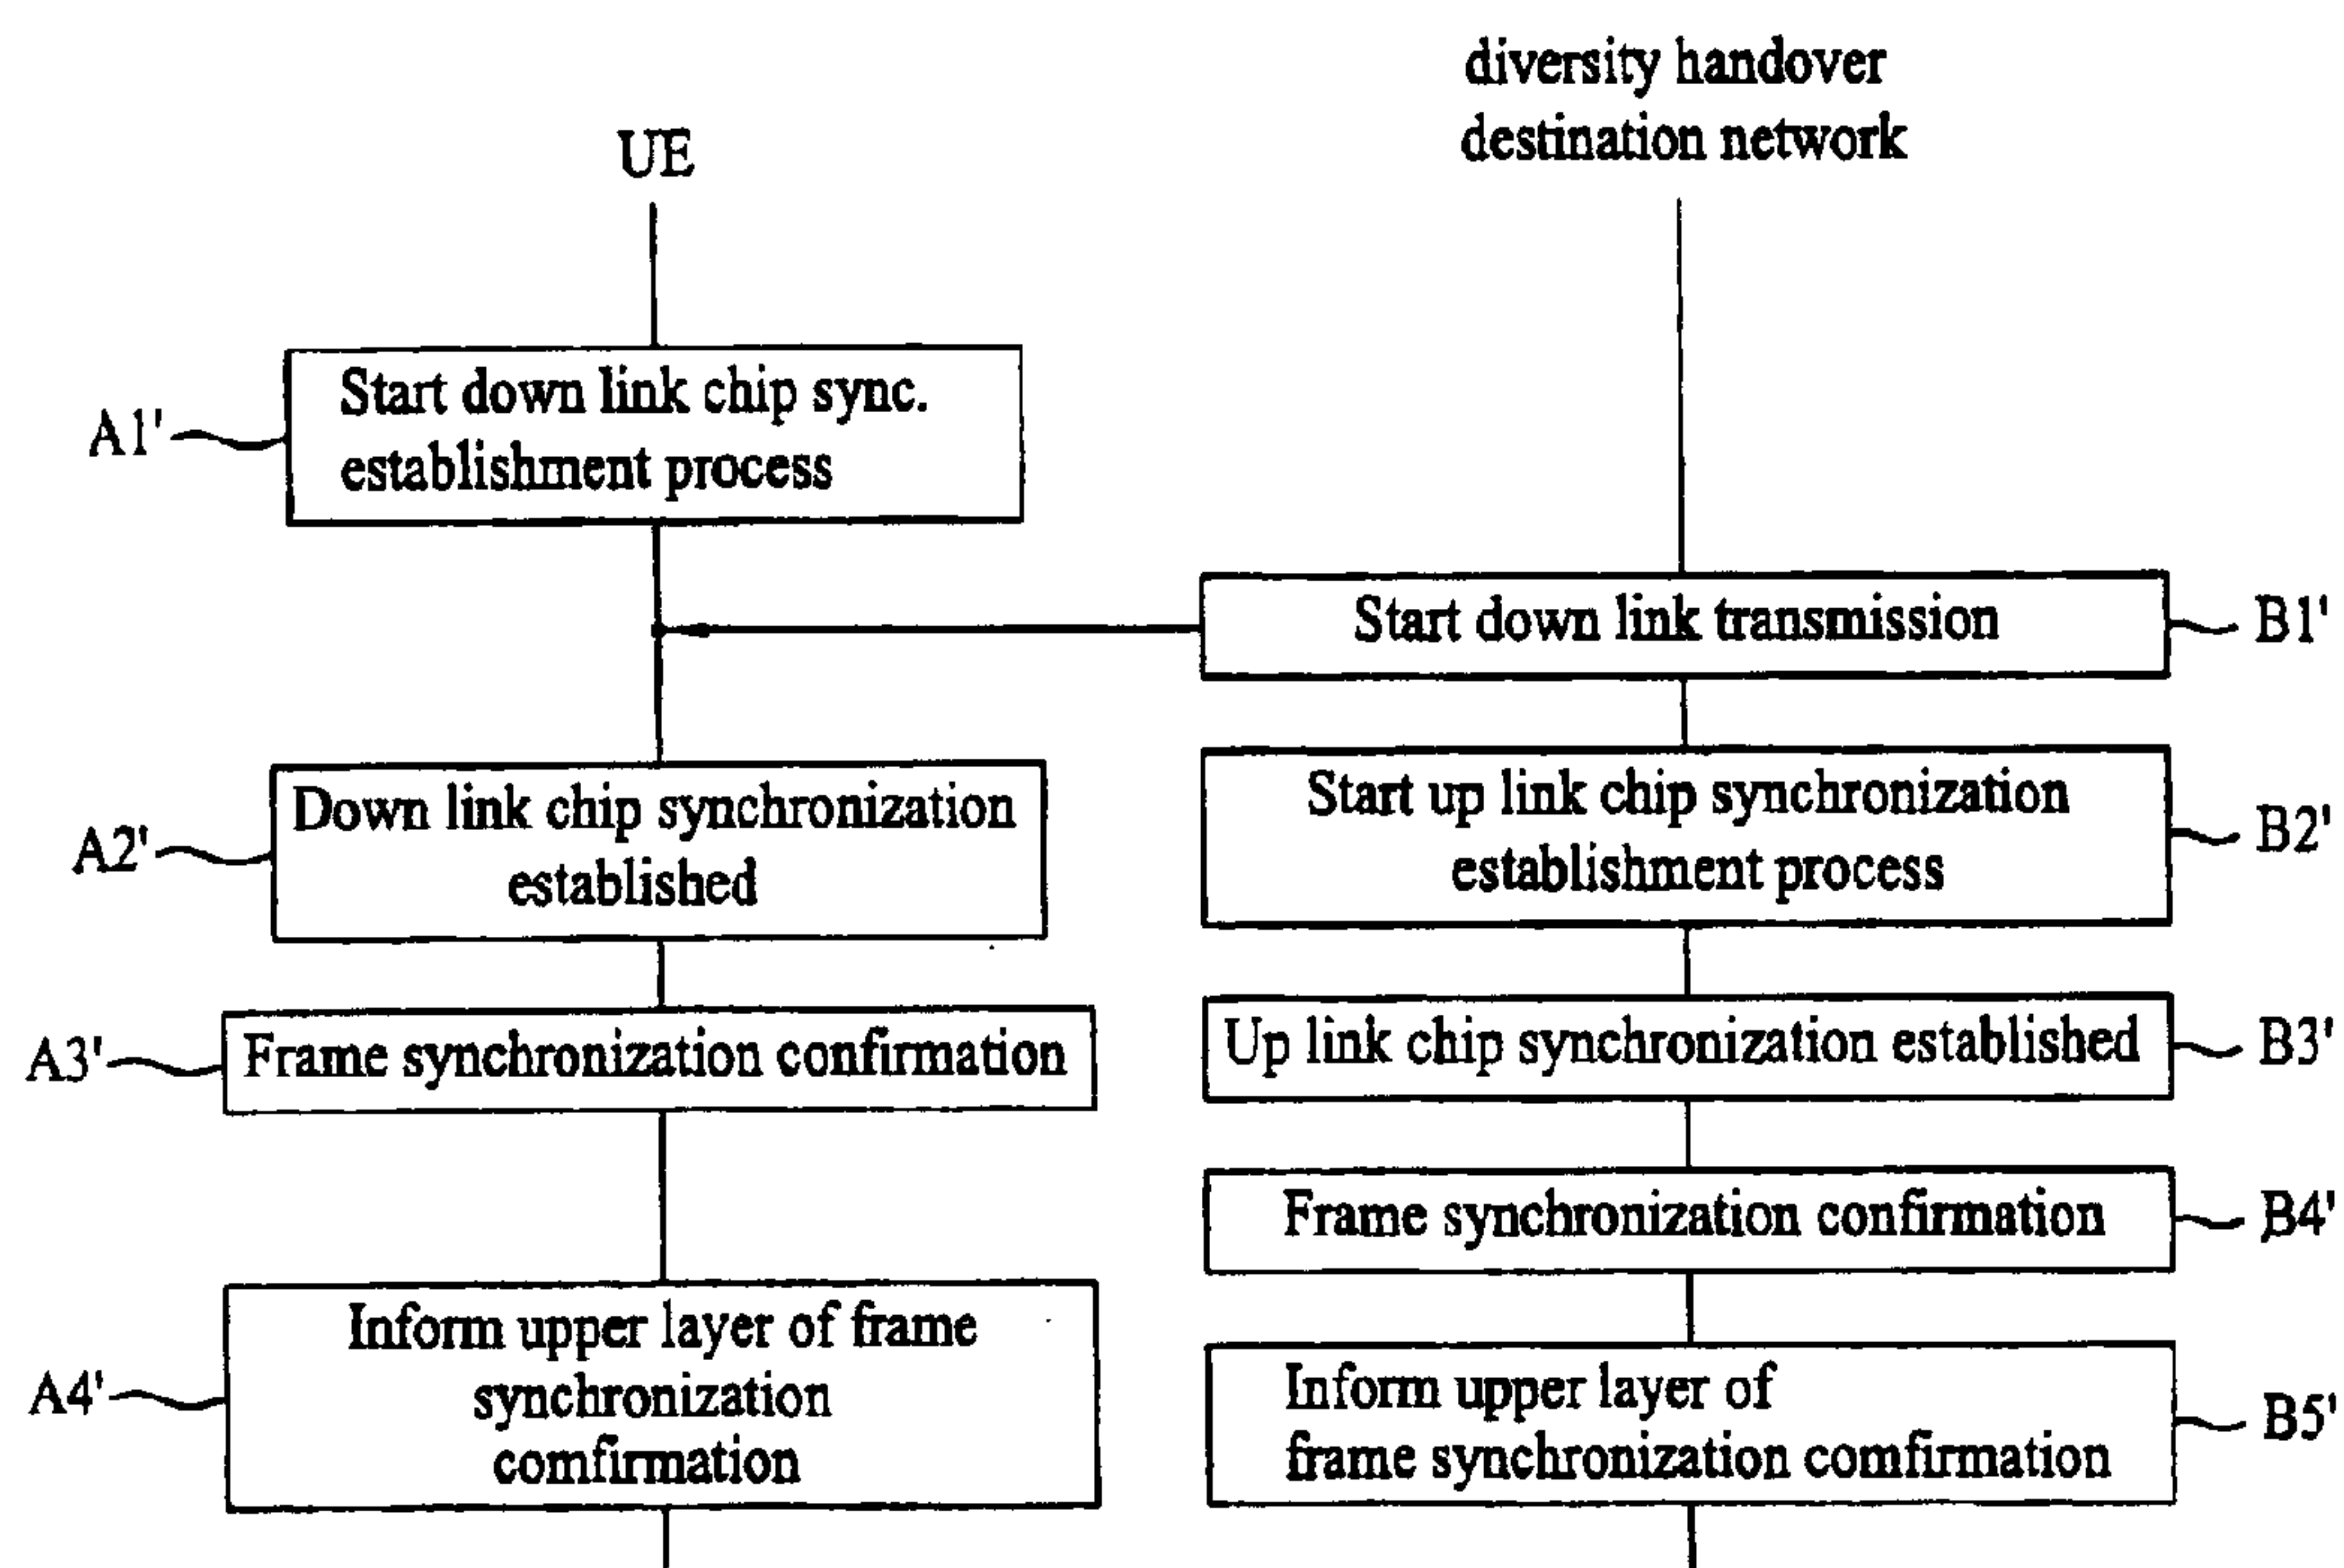 diversity handover
destination network
UE
Start down link chip sync.
establishment process
A1'
Start down link transmission
B1'
Down link chip synchronization
established
A2'
Start up link chip synchronization
establishment process
B2'
Frame synchronization confirmation
A3'
Up link chip synchronization established
B3'
Frame synchronization confirmation
B4'
Inform upper layer of frame
synchronization
comfirmation
A4'
Inform upper layer of
frame synchronization comfirmation
B5'